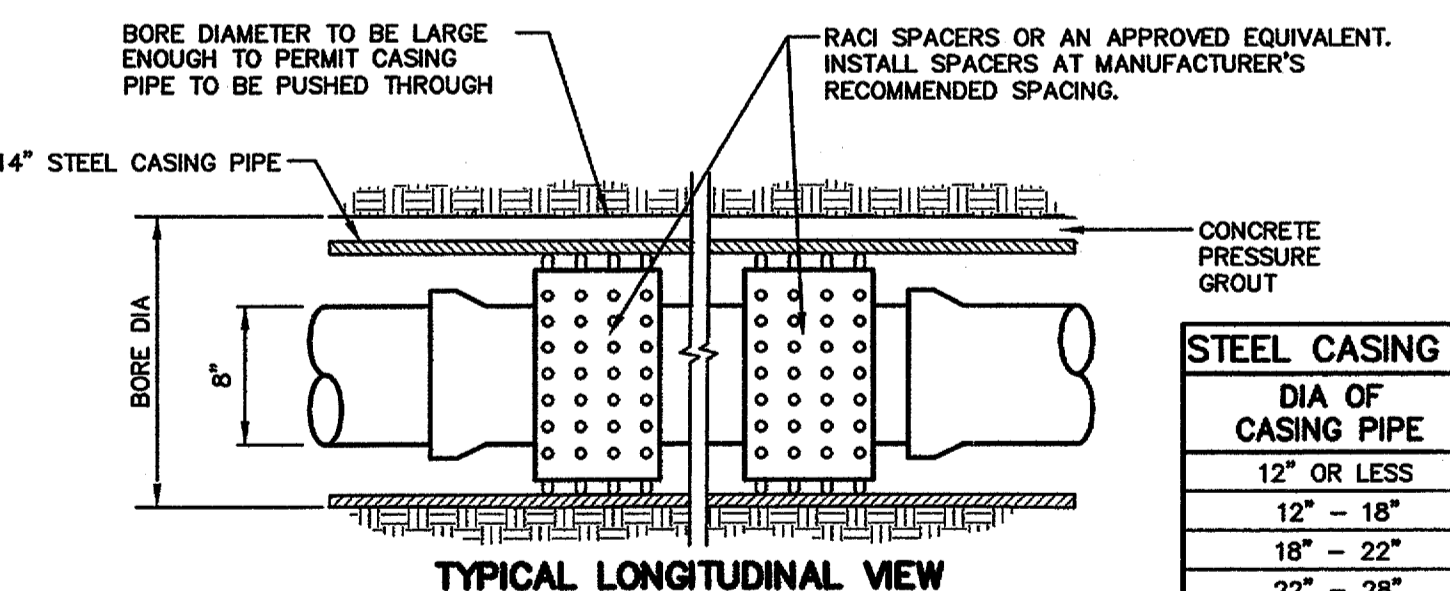 BORE DIAMETER TO BE LARGE
ENOUGH TO PERMIT CASING
PIPE TO BE PUSHED THROUGH
RACI SPACERS OR AN APPROVED EQUIVALENT.
INSTALL SPACERS AT MANUFACTURER'S
RECOMMENDED SPACING.
14" STEEL CASING PIPE
CONCRETE
PRESSURE
GROUT
BORE DIA
8"
STEEL CASING
DIA OF
CASING PIPE
12" OR LESS
12" – 18"
18" – 22"
22" – 28"
TYPICAL LONGITUDINAL VIEW